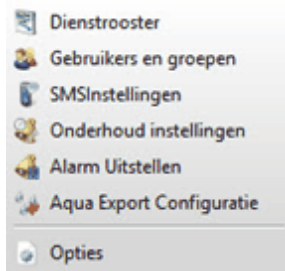 Dienstrooster
Gebruikers en groepen
SMSInstellingen
Onderhoud instellingen
Alarm Uitstellen
Aqua Export Configuratie
Opties